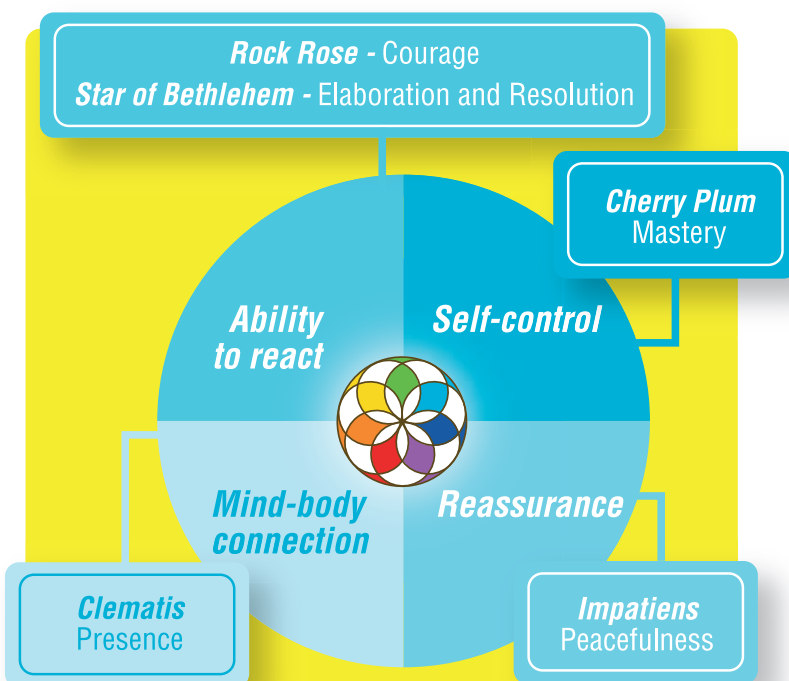 Rock Rose - Courage
Star of Bethlehem - Elaboration and Resolution
Cherry Plum
Mastery
Ability
to react
Self-control
Mind-body
connection
Reassurance
Clematis
Presence
Impatiens
Peacefulness